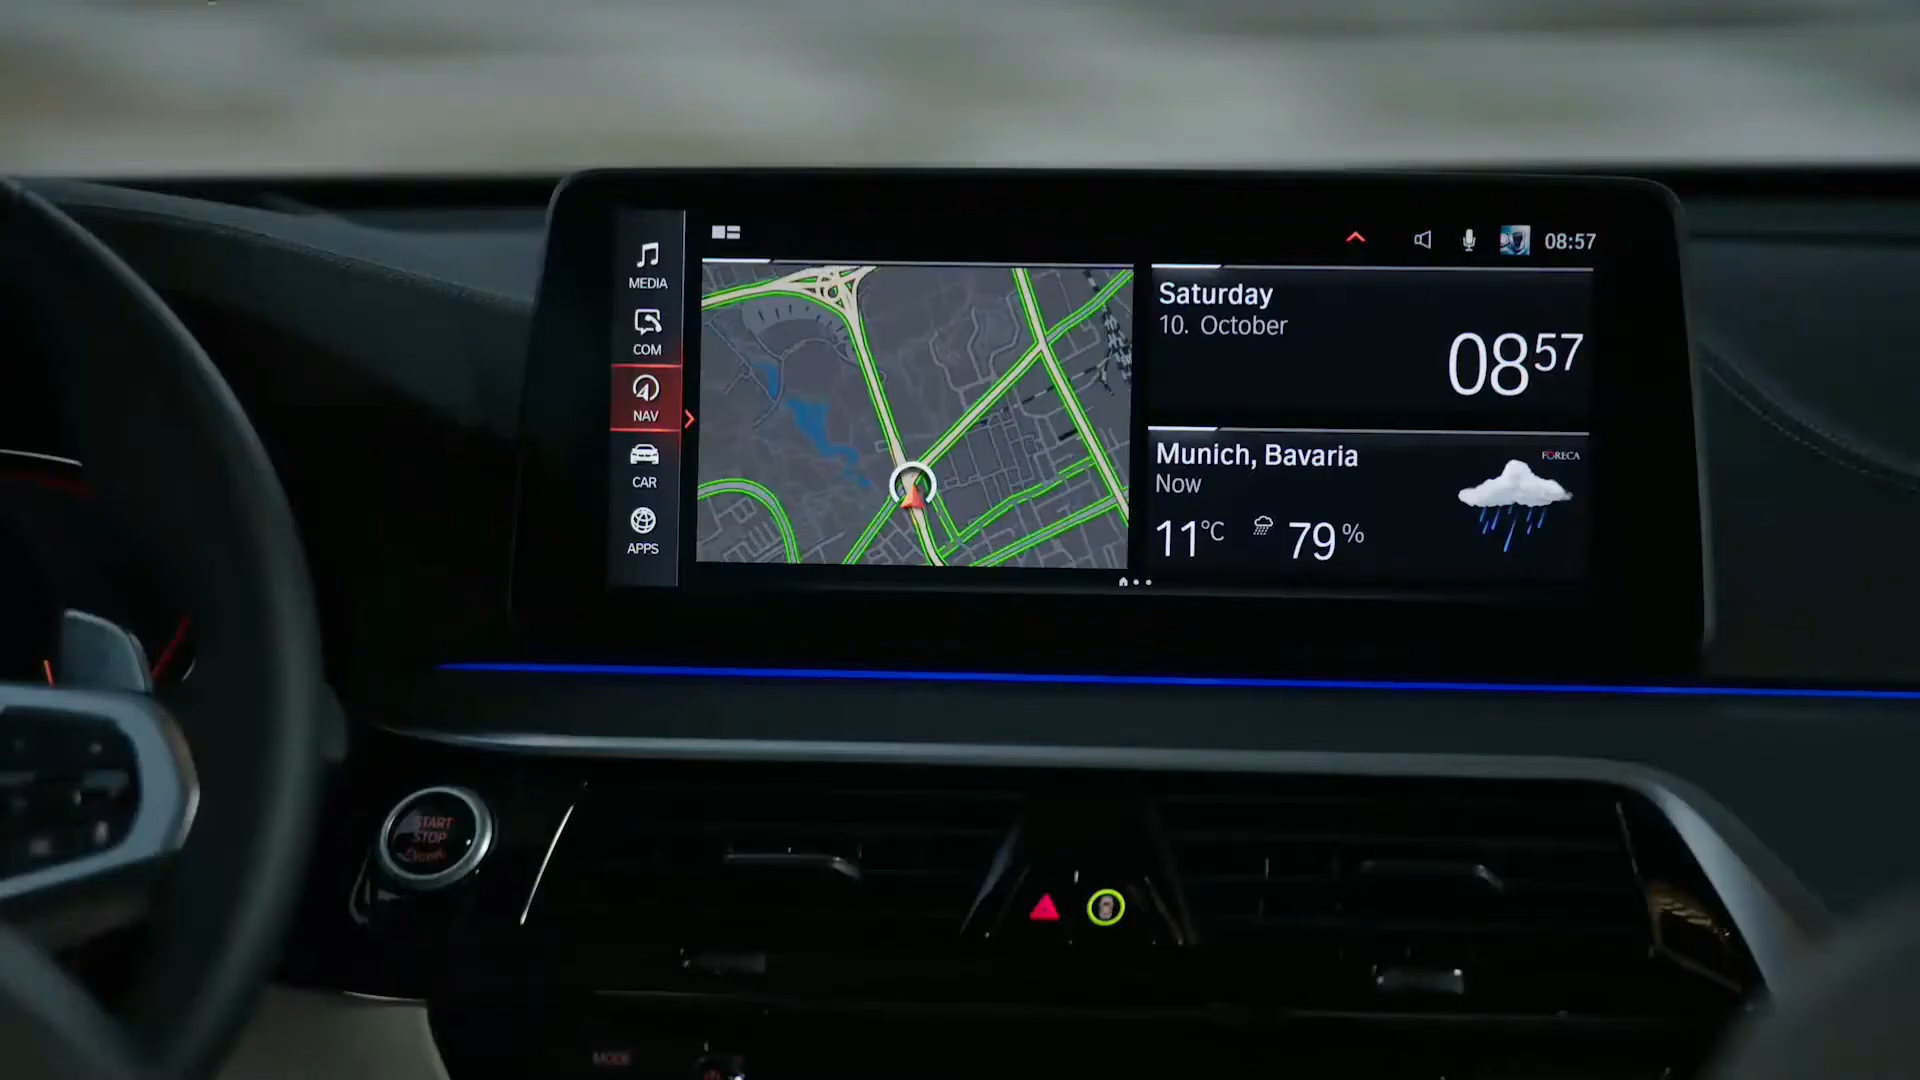 MEDIA
COM
NAV
CAR
APPS
08:57
Saturday
10. October
08 57
Munich, Bavaria
Now
FORECA
11°C 79%
START
STOP
MODE